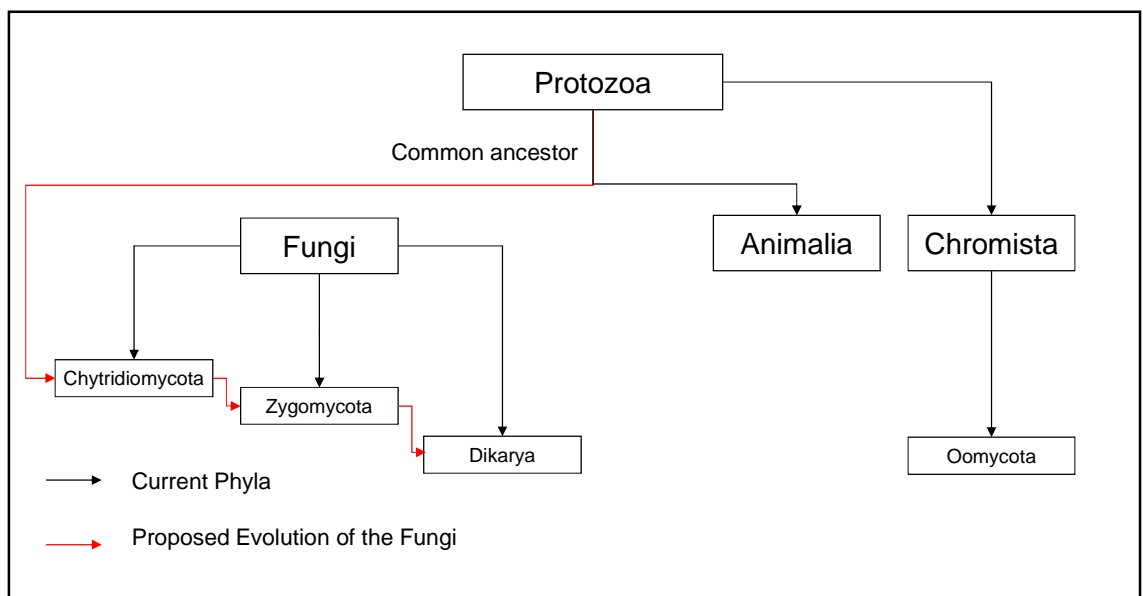 Protozoa
Common ancestor
Fungi
Animalia
Chromista
Chytridiomycota
Zygomycota
Dikarya
Oomycota
Current Phyla
Proposed Evolution of the Fungi